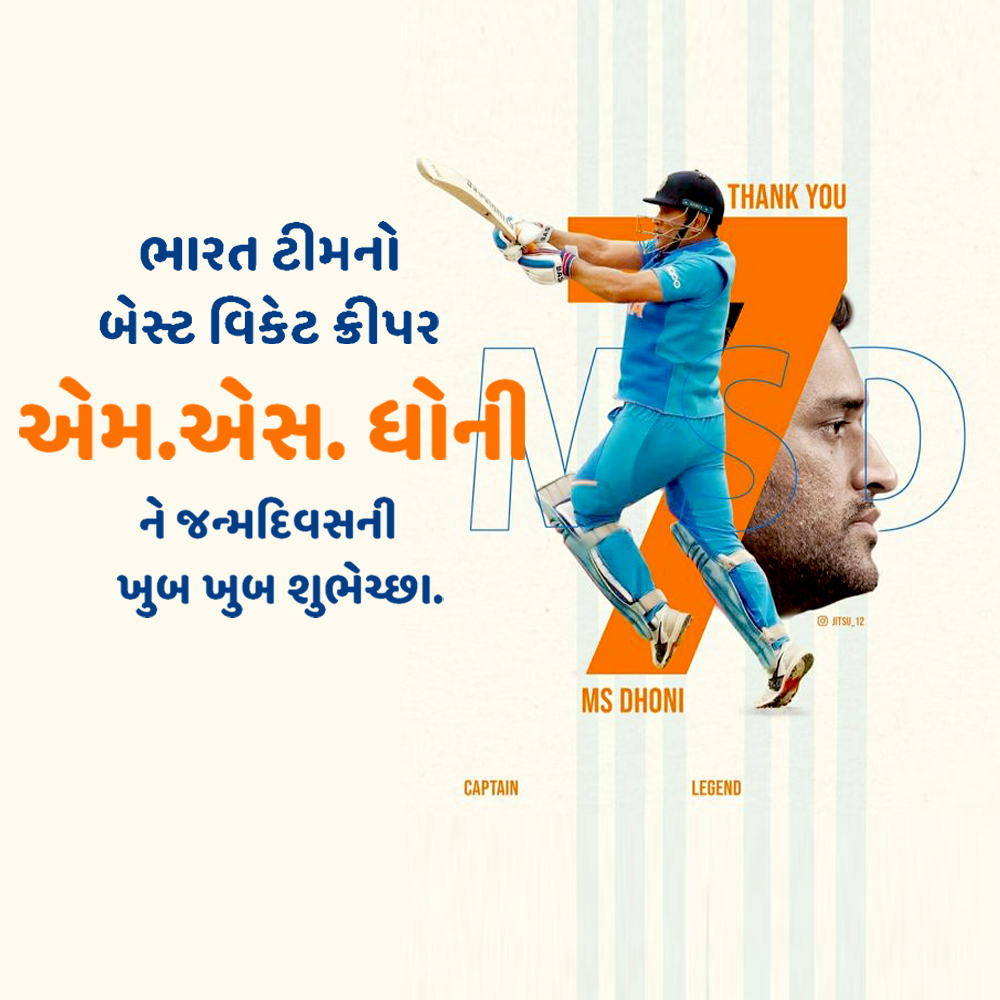 ભારત ટીમનો
બેસ્ટ વિકેટ ક્રીપર
એમ.એસ. ધોની
ને જન્મદિવસની
ખુબ ખુબ શુભેચ્છા.
THANK YOU
7
MSD
JITSU_12
MS DHONI
CAPTAIN
LEGEND